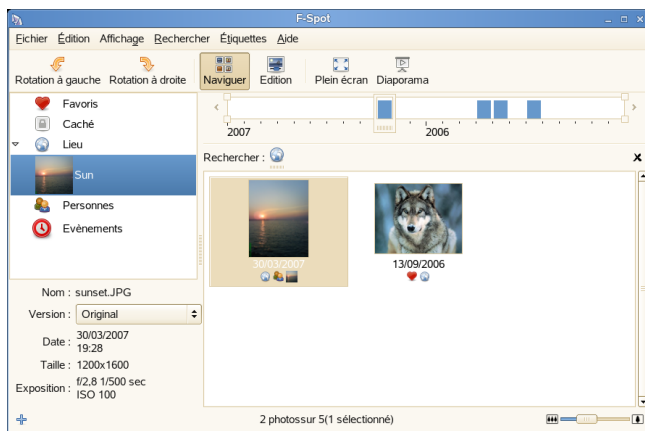 F-Spot
Fichier Édition Affichage Rechercher Étiquettes Aide
Rotation à gauche Rotation à droite Naviguer Edition Plein écran Diaporama
Favoris
Caché
Lieu
Sun
Personnes
Evènements
2007 2006
Rechercher :
30/03/2007
13/09/2006
Nom : sunset.JPG
Version : Original
Date : 30/03/2007
19:28
Taille : 1200x1600
Exposition : f/2,8 1/500 sec
ISO 100
2 photossur 5(1 sélectionné)